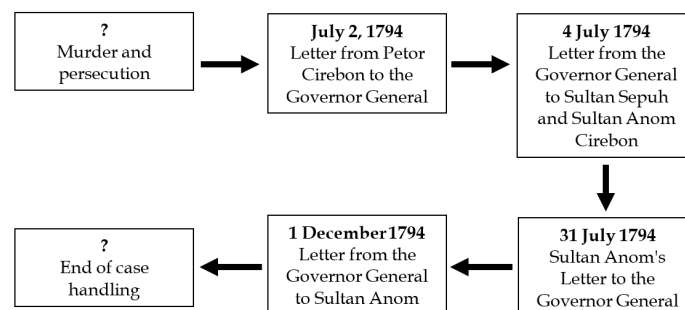 ?
Murder and
persecution
July 2, 1794
Letter from Petor
Cirebon to the
Governor General
4 July 1794
Letter from the
Governor General
to Sultan Sepuh
and Sultan Anom
Cirebon
31 July 1794
Sultan Anom's
Letter to the
Governor General
1 December 1794
Letter from the
Governor General
to Sultan Anom
?
End of case
handling